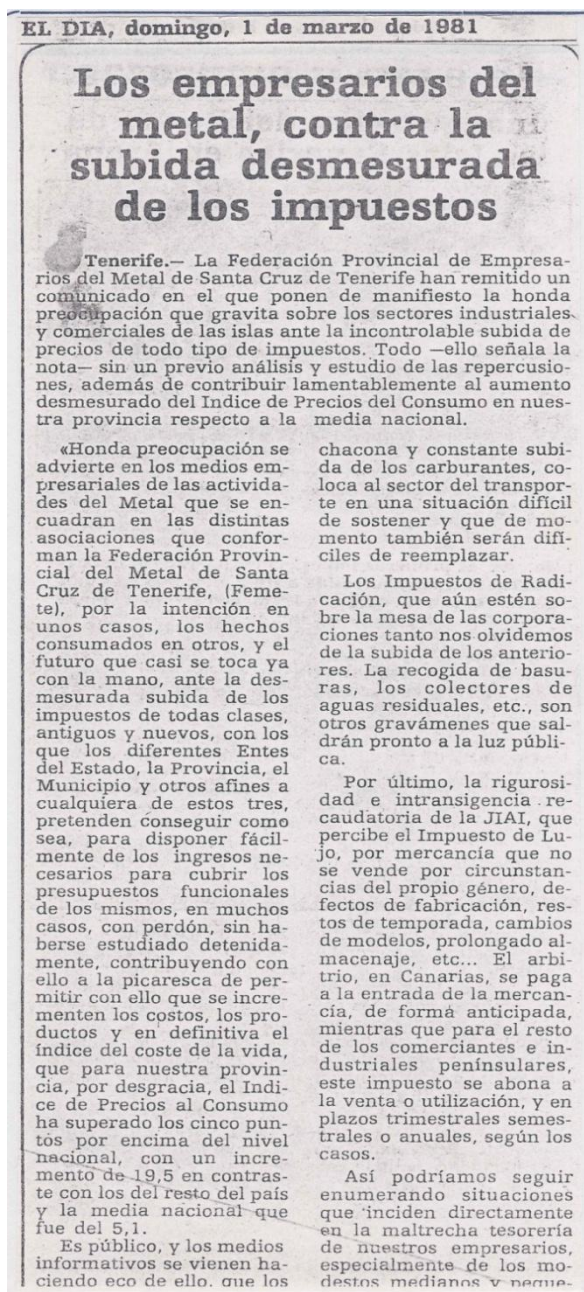 EL DIA, domingo, 1 de marzo de 1981
Los empresarios del
metal, contra la
subida desmesurada
de los impuestos
Tenerife.— La Federación Provincial de Empresa-
rios del Metal de Santa Cruz de Tenerife han remitido un
comunicado en el que ponen de manifiesto la honda
preocupación que gravita sobre los sectores industriales
y comerciales de las islas ante la incontrolable subida de
precios de todo tipo de impuestos. Todo —ello señala la
nota— sin un previo análisis y estudio de las repercusio-
nes, además de contribuir lamentablemente al aumento
desmesurado del Indice de Precios del Consumo en nues-
tra provincia respecto a la media nacional.
«Honda preocupación se
advierte en los medios em-
presariales de las activida-
des del Metal que se en-
cuadran en las distintas
asociaciones que confor-
man la Federación Provin-
cial del Metal de Santa
Cruz de Tenerife, (Feme-
te), por la intención en
unos casos, los hechos
consumados en otros, y el
futuro que casi se toca ya
con la mano, ante la des-
mesurada subida de los
impuestos de todas clases,
antiguos y nuevos, con los
que los diferentes Entes
del Estado, la Provincia, el
Municipio y otros afines a
cualquiera de estos tres,
pretenden conseguir como
sea, para disponer fácil-
mente de los ingresos ne-
cesarios para cubrir los
presupuestos funcionales
de los mismos, en muchos
casos, con perdón, sin ha-
berse estudiado detenida-
mente, contribuyendo con
ello a la picaresca de per-
mitir con ello que se incre-
menten los costos, los pro-
ductos y en definitiva el
índice del coste de la vida,
que para nuestra provin-
cia, por desgracia, el Indi-
ce de Precios al Consumo
ha superado los cinco pun-
tos por encima del nivel
nacional, con un incre-
mento de 19,5 en contras-
te con los del resto del país
y la media nacional que
fue del 5,1.
Es público, y los medios
informativos se vienen ha-
ciendo eco de ello, que los
chacona y constante subi-
da de los carburantes, co-
loca al sector del transpor-
te en una situación difícil
de sostener y que de mo-
mento también serán difí-
ciles de reemplazar.
Los Impuestos de Radi-
cación, que aún estén so-
bre la mesa de las corpora-
ciones tanto nos olvidemos
de la subida de los anterio-
res. La recogida de basu-
ras, los colectores de
aguas residuales, etc., son
otros gravámenes que sal-
drán pronto a la luz públi-
ca.
Por último, la rigurosi-
dad e intransigencia re-
caudatoria de la JIAI, que
percibe el Impuesto de Lu-
jo, por mercancía que no
se vende por circunstan-
cias del propio género, de-
fectos de fabricación, res-
tos de temporada, cambios
de modelos, prolongado al-
macenaje, etc... El arbi-
trio, en Canarias, se paga
a la entrada de la mercan-
cía, de formá anticipada,
mientras que para el resto
de los comerciantes e in-
dustriales penínsulares,
este impuesto se abona a
la venta o utilización, y en
plazos trimestrales semes-
trales o anuales, según los
casos.
Así podríamos seguir
enumerando situaciones
que inciden directamente
en la maltrecha tesorería
de nuestros empresarios,
especialmente de los mo-
destos medianos y peque-